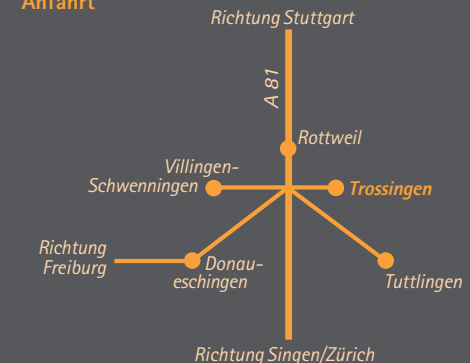 Anfahrt
Richtung Stuttgart
A 81
Rottweil
Villingen-
Schwenningen
Trossingen
Richtung
Freiburg
Donau-
eschingen
Tuttlingen
Richtung Singen/Zürich